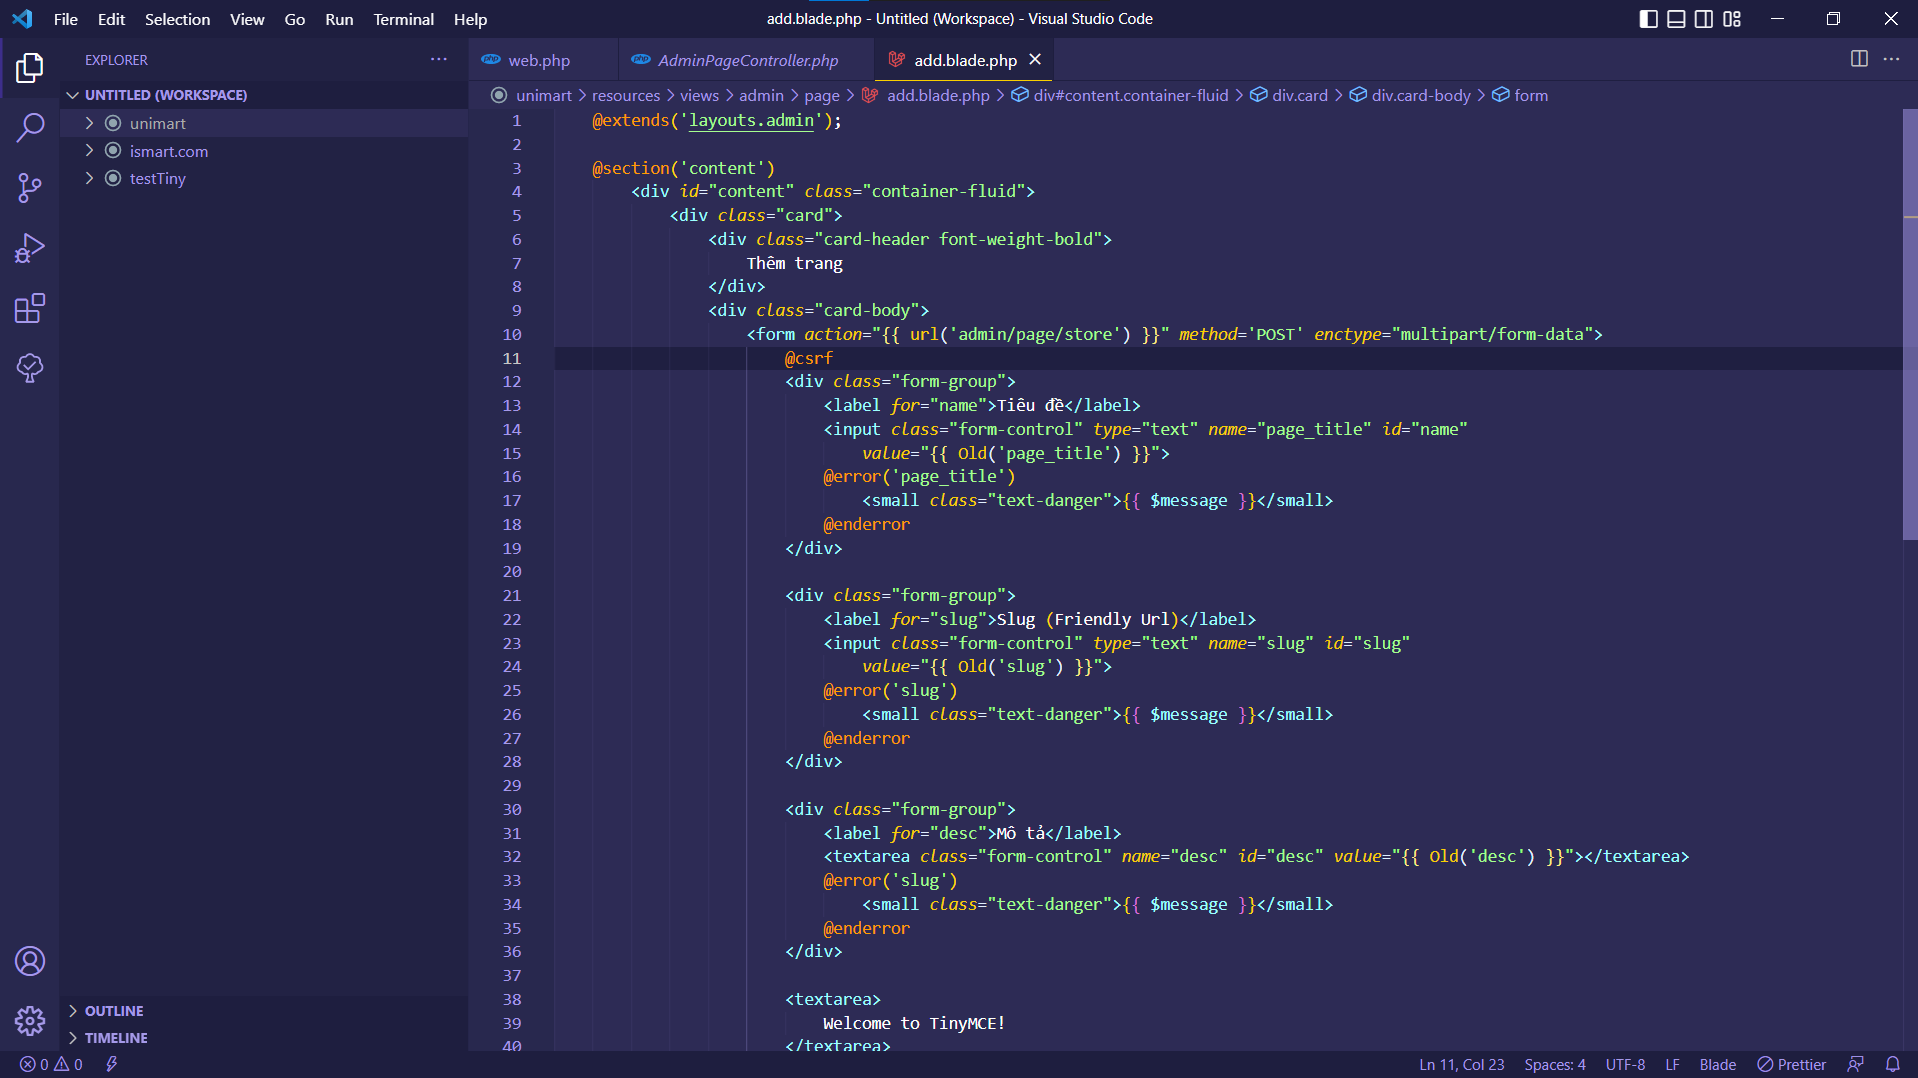 File Edit Selection View Go Run Terminal Help
add.blade.php - Untitled (Workspace) - Visual Studio Code
EXPLORER
UNTITLED (WORKSPACE)
unimart
ismart.com
testTiny
OUTLINE
TIMELINE
php web.php
php AdminPageController.php
add.blade.php
unimart > resources > views > admin > page > add.blade.php > div#content.container-fluid > div.card > div.card-body > form
1 @extends('layouts.admin');
2
3 @section('content')
4 <div id="content" class="container-fluid">
5 <div class="card">
6 <div class="card-header font-weight-bold">
7 Thêm trang
8 </div>
9 <div class="card-body">
10 <form action="{{ url('admin/page/store') }}" method='POST' enctype="multipart/form-data">
11 @csrf
12 <div class="form-group">
13 <label for="name">Tiêu đề</label>
14 <input class="form-control" type="text" name="page_title" id="name"
15 value="{{ Old('page_title') }}">
16 @error('page_title')
17 <small class="text-danger">{{ $message }}</small>
18 @enderror
19 </div>
20
21 <div class="form-group">
22 <label for="slug">Slug (Friendly Url)</label>
23 <input class="form-control" type="text" name="slug" id="slug"
24 value="{{ Old('slug') }}">
25 @error('slug')
26 <small class="text-danger">{{ $message }}</small>
27 @enderror
28 </div>
29
30 <div class="form-group">
31 <label for="desc">Mô tả</label>
32 <textarea class="form-control" name="desc" id="desc" value="{{ Old('desc') }}"></textarea>
33 @error('slug')
34 <small class="text-danger">{{ $message }}</small>
35 @enderror
36 </div>
37
38 <textarea>
39 Welcome to TinyMCE!
40 </textarea>
0 0
Ln 11, Col 23 Spaces: 4 UTF-8 LF Blade Prettier